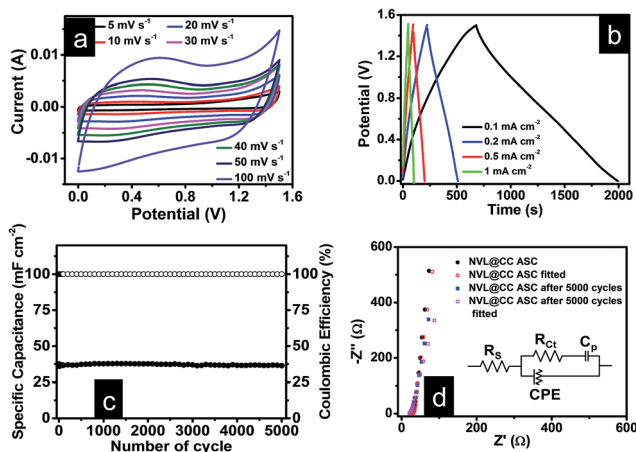 a
5 mV s⁻¹
20 mV s⁻¹
10 mV s⁻¹
30 mV s⁻¹
40 mV s⁻¹
50 mV s⁻¹
100 mV s⁻¹
Current (A)
0.01
0.00
-0.01
0.0 0.4 0.8 1.2 1.6
Potential (V)
b
0.1 mA cm⁻²
0.2 mA cm⁻²
0.5 mA cm⁻²
1 mA cm⁻²
Potential (V)
1.6
1.2
0.8
0.4
0.0
0 500 1000 1500 2000
Time (s)
c
Specific Capacitance (mF cm⁻²)
125
100
75
50
25
0
Coulombic Efficiency (%)
100
75
50
25
0
0 1000 2000 3000 4000 5000
Number of cycle
d
NVL@CC ASC
NVL@CC ASC fitted
NVL@CC ASC after 5000 cycles
NVL@CC ASC after 5000 cycles
fitted
R_S
R_Ct
C_p
CPE
-Z'' (Ω)
-600
-400
-200
0
0 200 400 600
Z' (Ω)